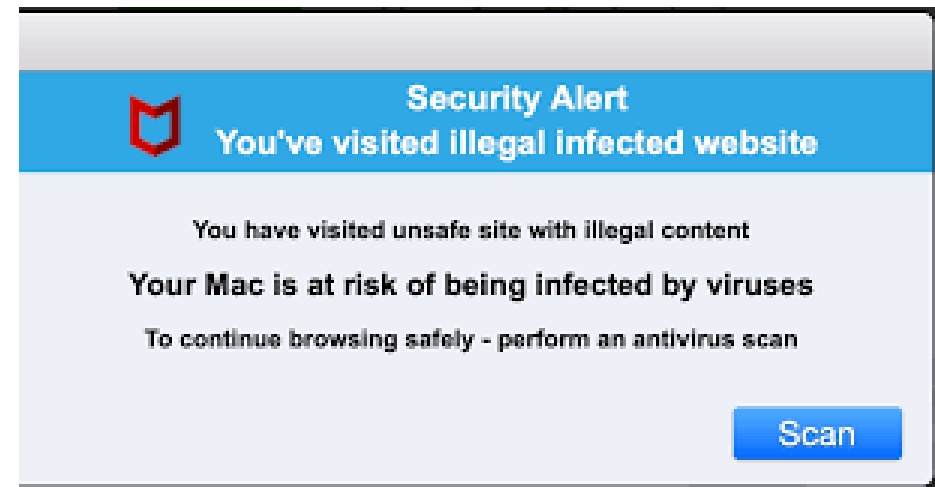 Security Alert
You've visited illegal infected website
You have visited unsafe site with illegal content
Your Mac is at risk of being infected by viruses
To continue browsing safely - perform an antivirus scan
Scan